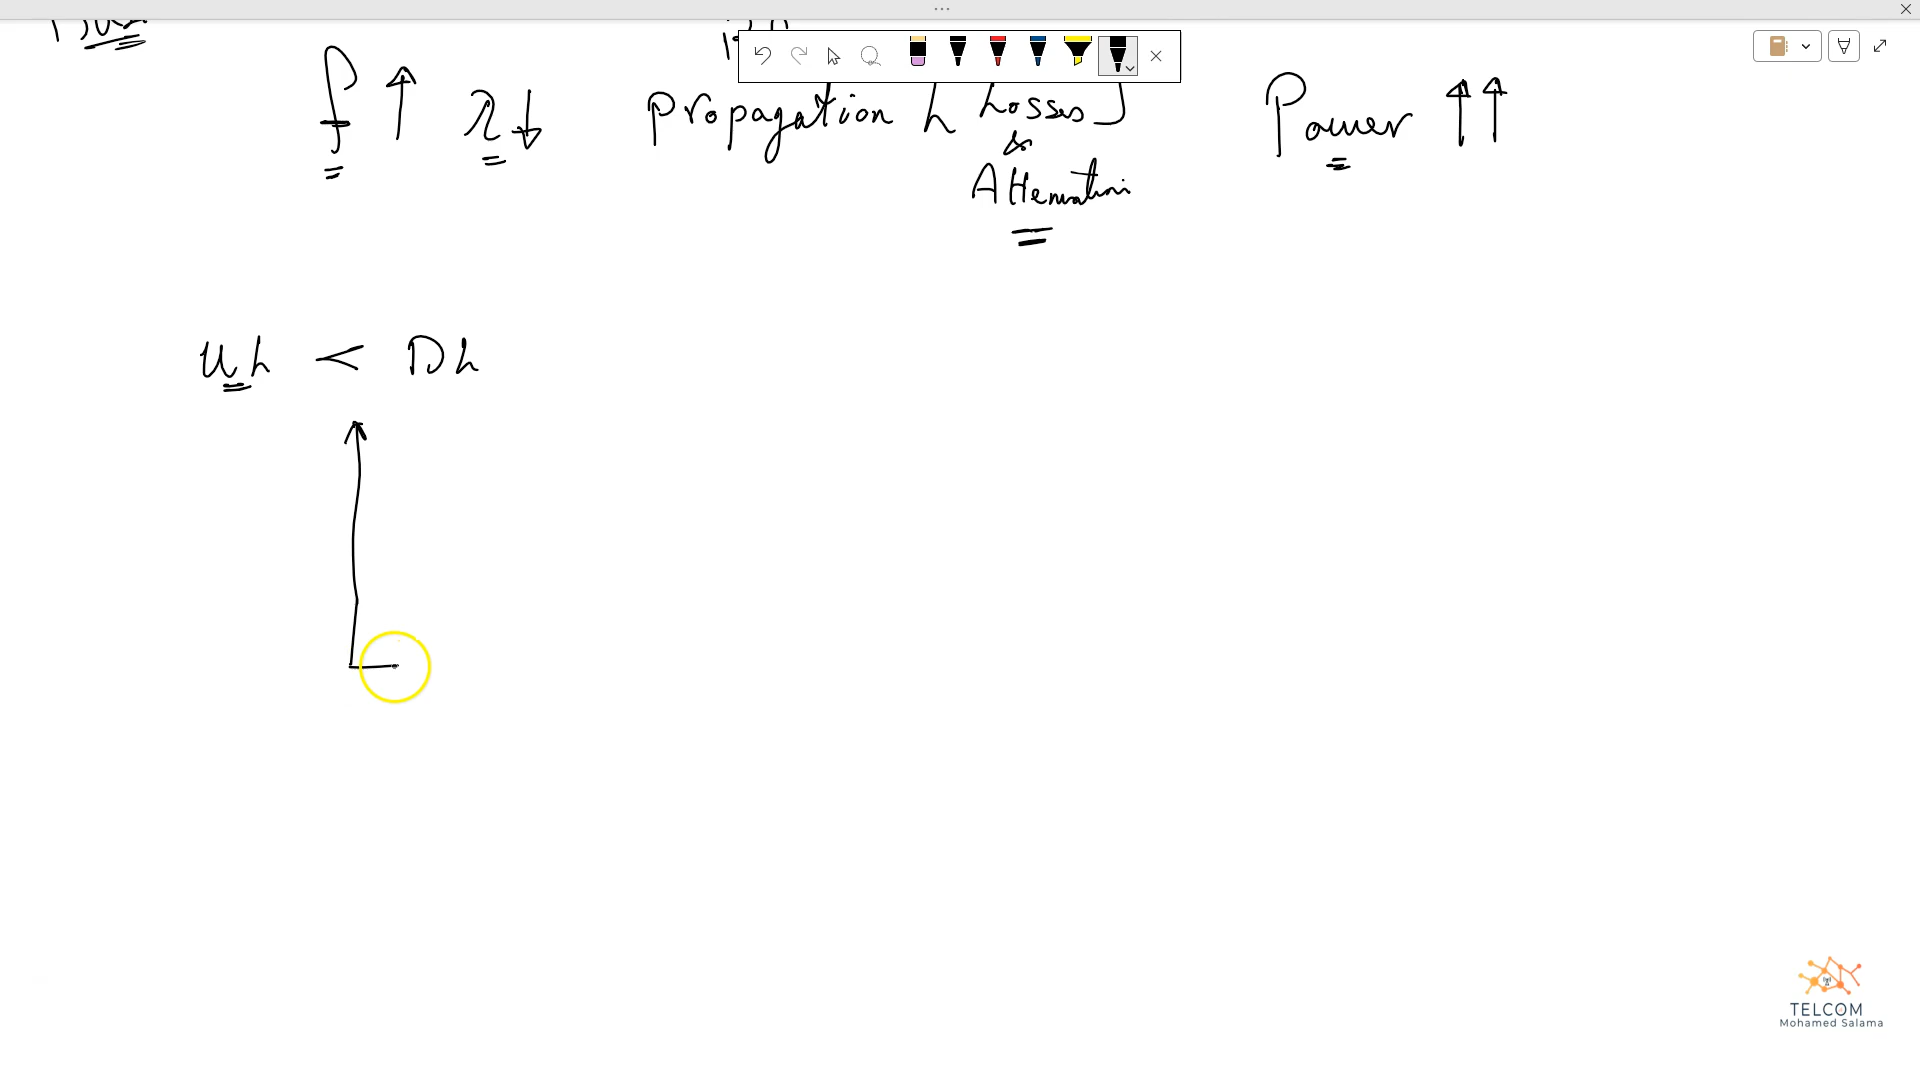 f ↑ λ ↓ Propagation L Losses Power ↑↑
&
Attenuation
UL < DL
TELCOM
Mohamed Salama